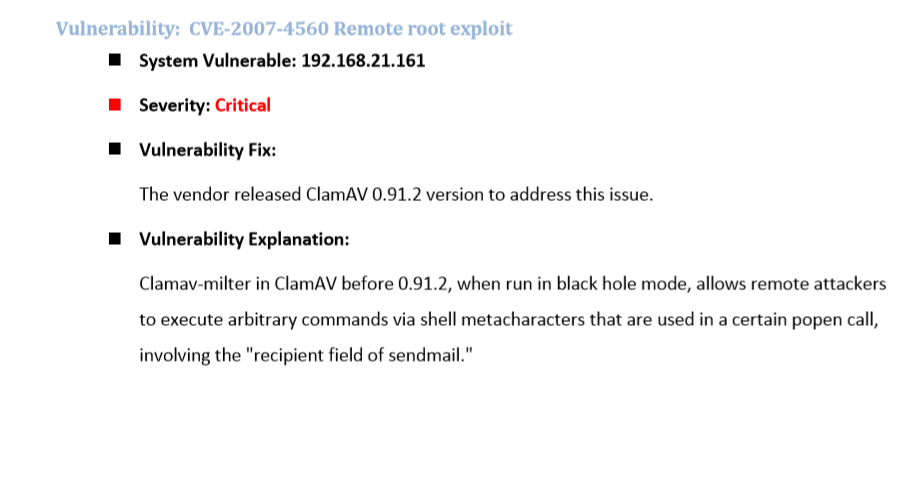 Vulnerability:  CVE-2007-4560 Remote root exploit
■ System Vulnerable: 192.168.21.161
■ Severity: Critical
■ Vulnerability Fix:
The vendor released ClamAV 0.91.2 version to address this issue.
■ Vulnerability Explanation:
Clamav-milter in ClamAV before 0.91.2, when run in black hole mode, allows remote attackers
to execute arbitrary commands via shell metacharacters that are used in a certain popen call,
involving the "recipient field of sendmail."